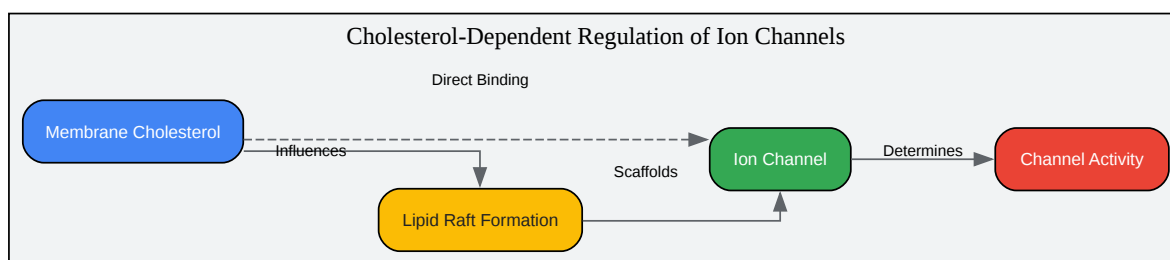 Cholesterol-Dependent Regulation of Ion Channels
Direct Binding
Membrane Cholesterol
Influences
Ion Channel
Determines
Channel Activity
Scaffolds
Lipid Raft Formation